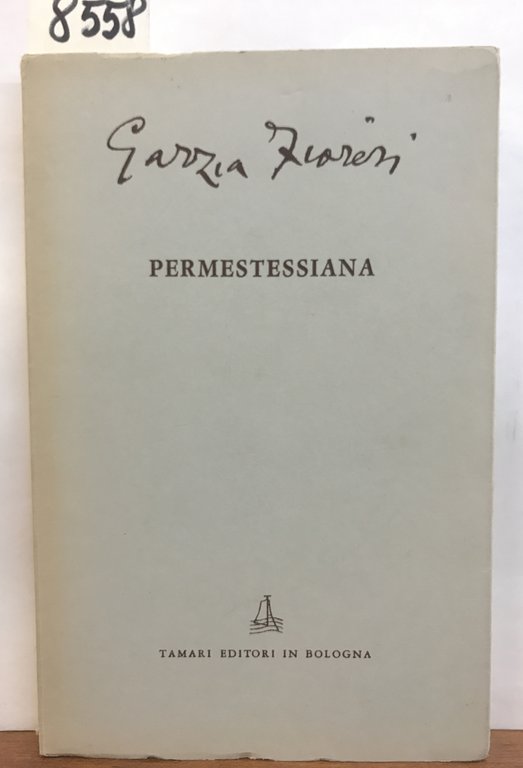 8558
Garzia Fioresi
PERMESTESSIANA
TAMARI EDITORI IN BOLOGNA